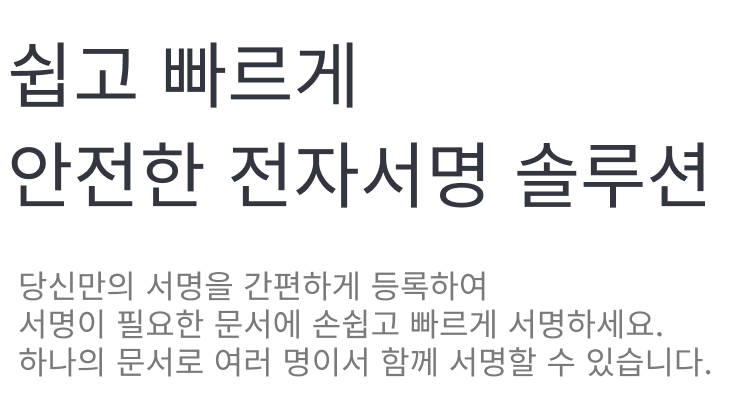 쉽고 빠르게
안전한 전자서명 솔루션
당신만의 서명을 간편하게 등록하여
서명이 필요한 문서에 손쉽고 빠르게 서명하세요.
하나의 문서로 여러 명이서 함께 서명할 수 있습니다.